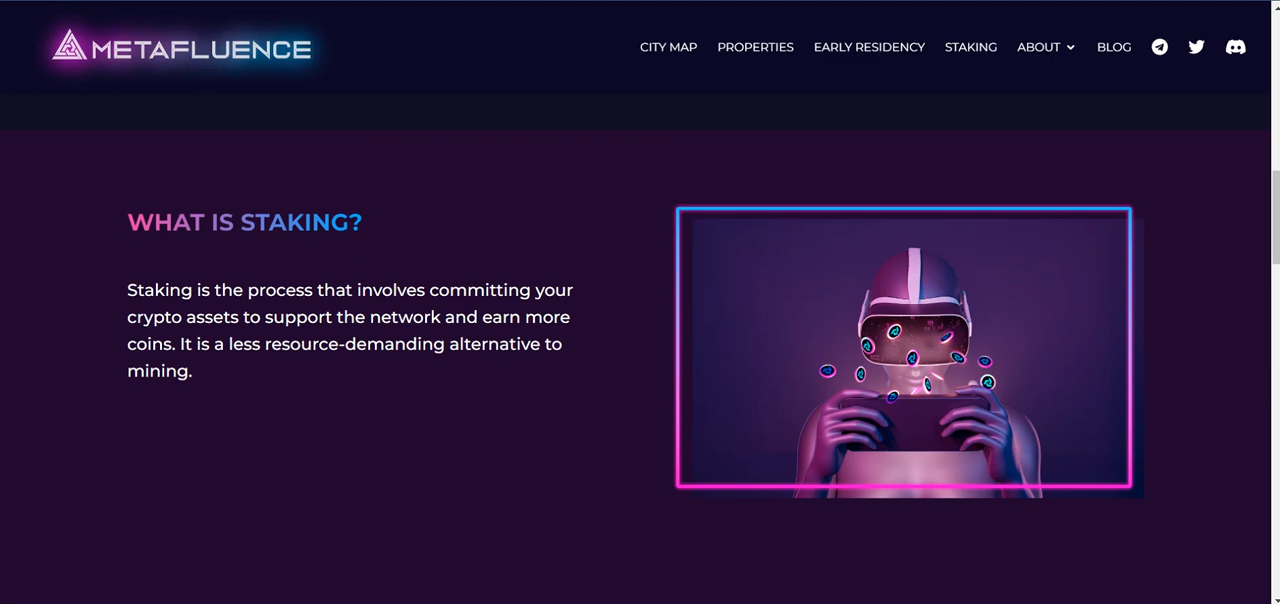 METAFLUENCE
CITY MAP PROPERTIES EARLY RESIDENCY STAKING ABOUT BLOG
WHAT IS STAKING?
Staking is the process that involves committing your
crypto assets to support the network and earn more
coins. It is a less resource-demanding alternative to
mining.